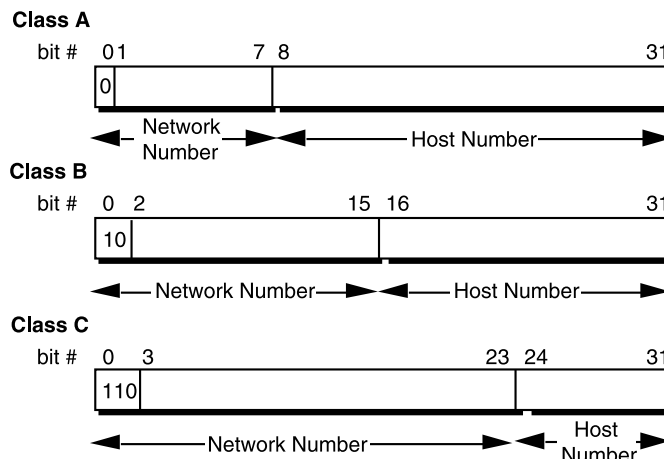 Class A
bit # 0 1 7 8 31
0
Network
Number
Host Number
Class B
bit # 0 2 15 16 31
10
Network Number
Host Number
Class C
bit # 0 3 23 24 31
110
Network Number
Host
Number